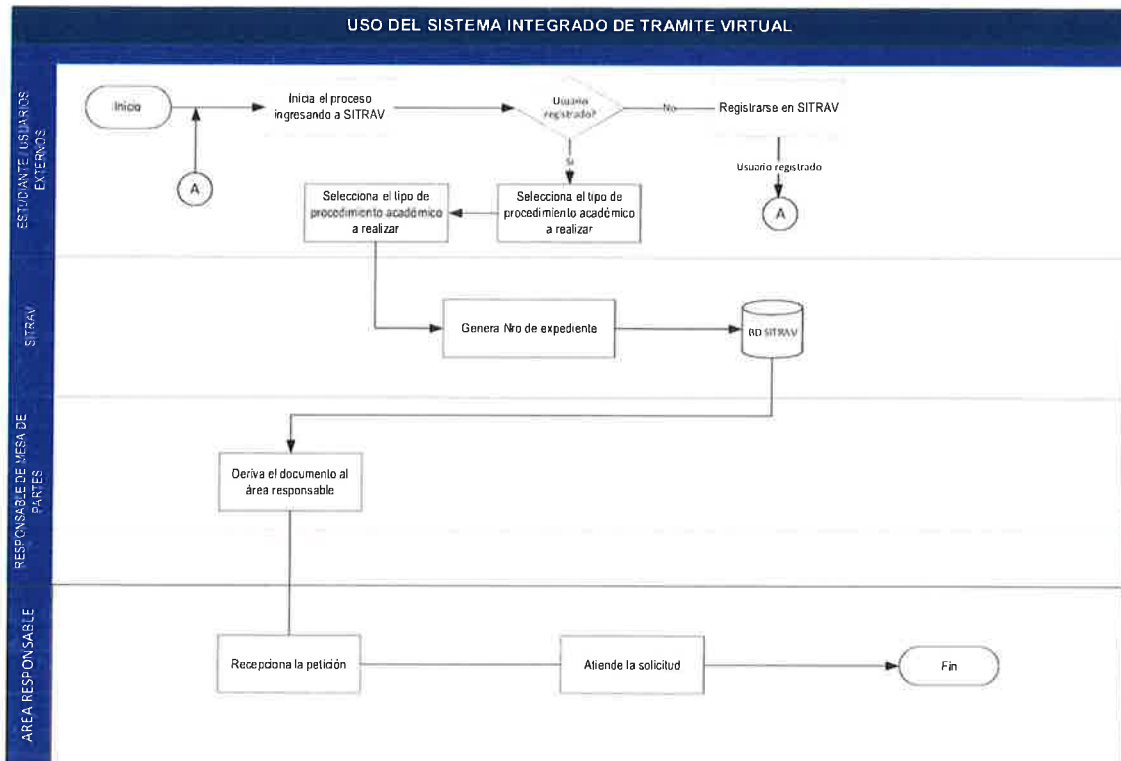 USO DEL SISTEMA INTEGRADO DE TRAMITE VIRTUAL
ESTUDIANTE / USUARIOS
EXTERNOS
Inicio
Inicia el proceso
ingresando a SITRAV
Usuario
registrado?
No
Registrarse en SITRAV
Si
Usuario registrado
A
A
Selecciona el tipo de
procedimiento académico
a realizar
Selecciona el tipo de
procedimiento académico
a realizar
SITRAV
Genera Nro de expediente
BD SITRAV
RESPONSABLE DE MESA DE
PARTES
Deriva el documento al
área responsable
AREA RESPONSABLE
Recepciona la petición
Atiende la solicitud
Fin